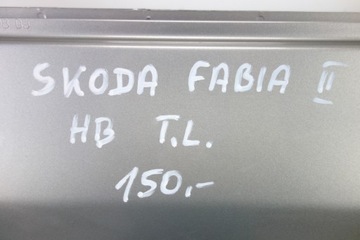 SKODA FABIA II
HB T.L.
150,-